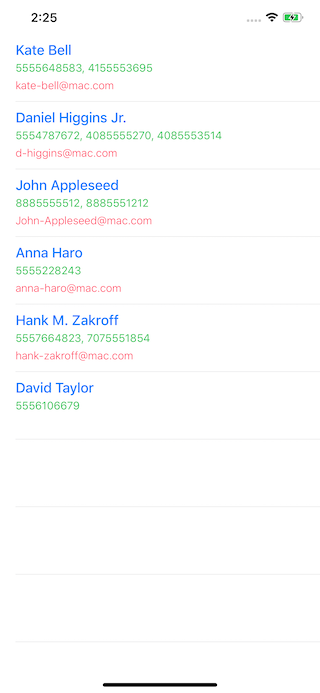 2:25
Kate Bell
5555648583, 4155553695
kate-bell@mac.com
Daniel Higgins Jr.
5554787672, 4085555270, 4085553514
d-higgins@mac.com
John Appleseed
8885555512, 8885551212
John-Appleseed@mac.com
Anna Haro
5555228243
anna-haro@mac.com
Hank M. Zakroff
5557664823, 7075551854
hank-zakroff@mac.com
David Taylor
5556106679